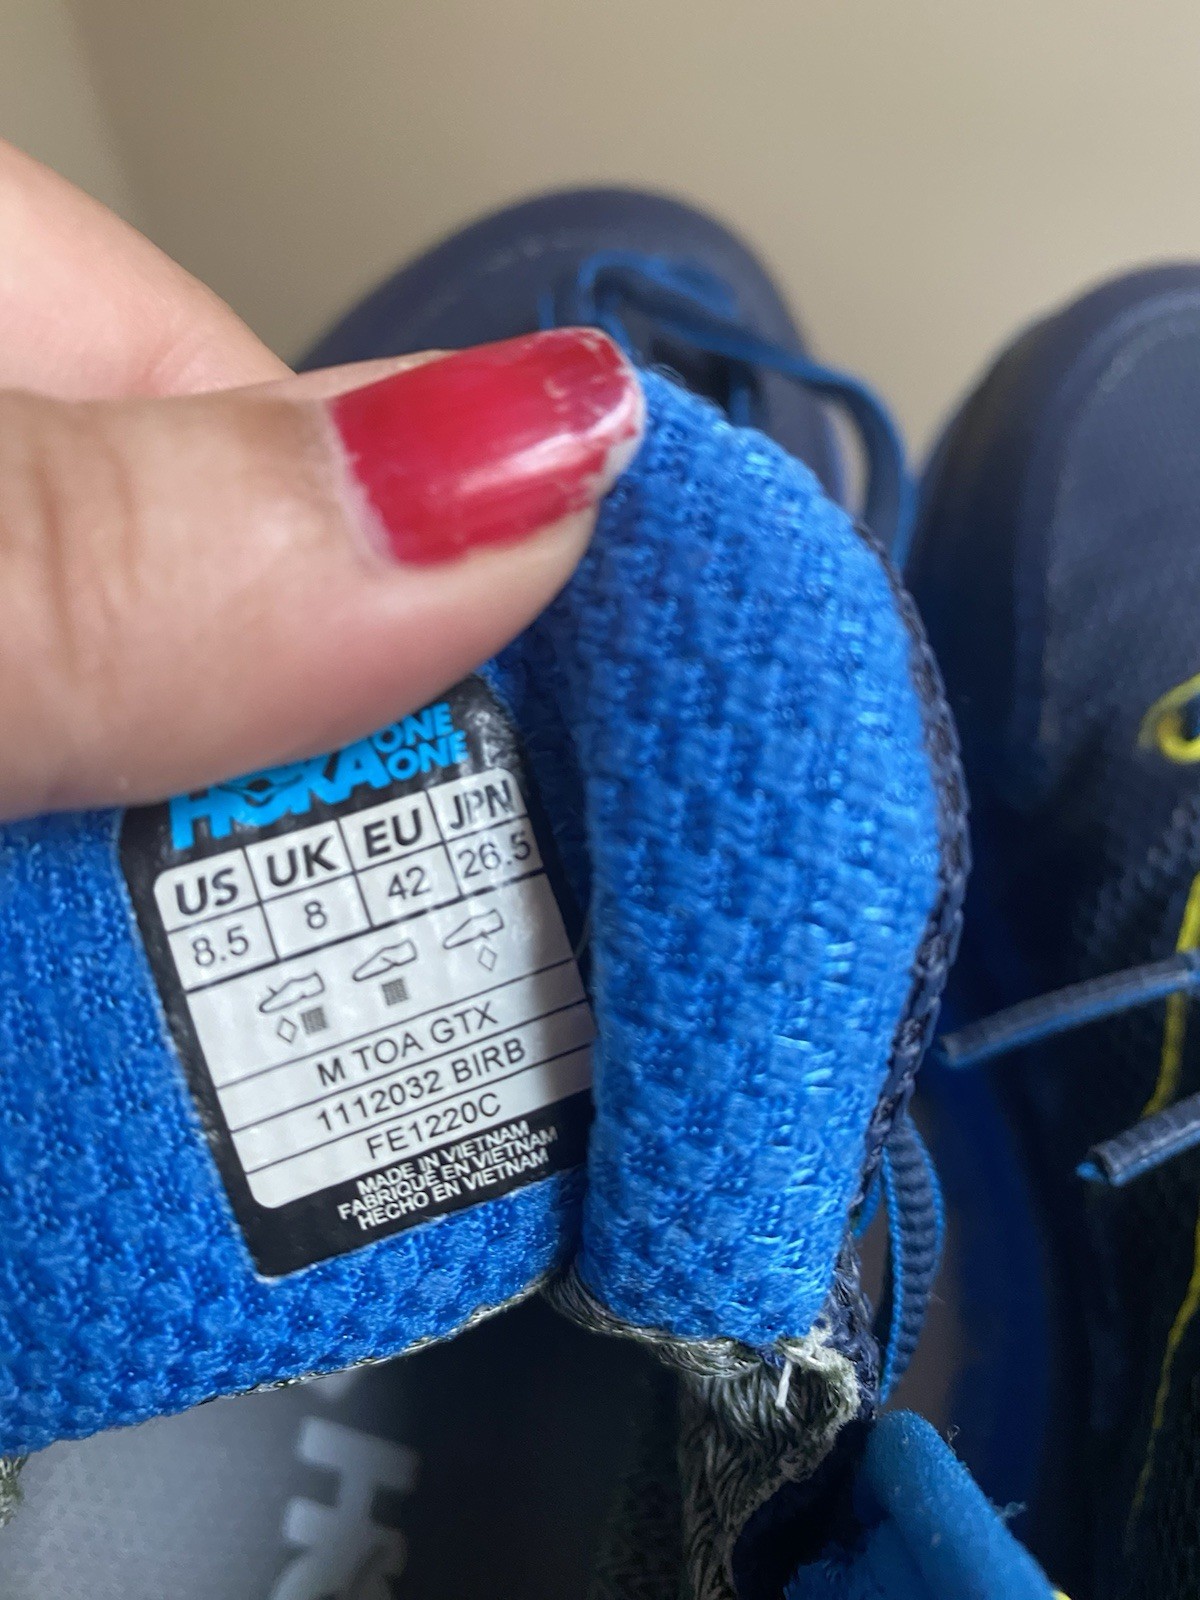 HOKA ONE ONE
US UK EU JPN
8.5 8 42 26.5
M TOA GTX
1112032 BIRB
FE1220C
MADE IN VIETNAM
FABRIQUÉ EN VIETNAM
HECHO EN VIETNAM